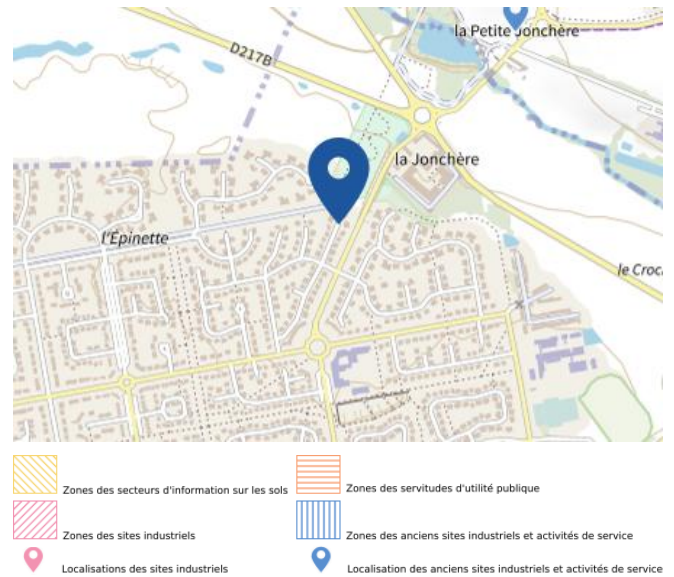 la Petite Jonchère
D217B
la Jonchère
l'Épinette
le Croc
Zones des secteurs d'information sur les sols
Zones des servitudes d'utilité publique
Zones des sites industriels
Zones des anciens sites industriels et activités de service
Localisations des sites industriels
Localisation des anciens sites industriels et activités de service